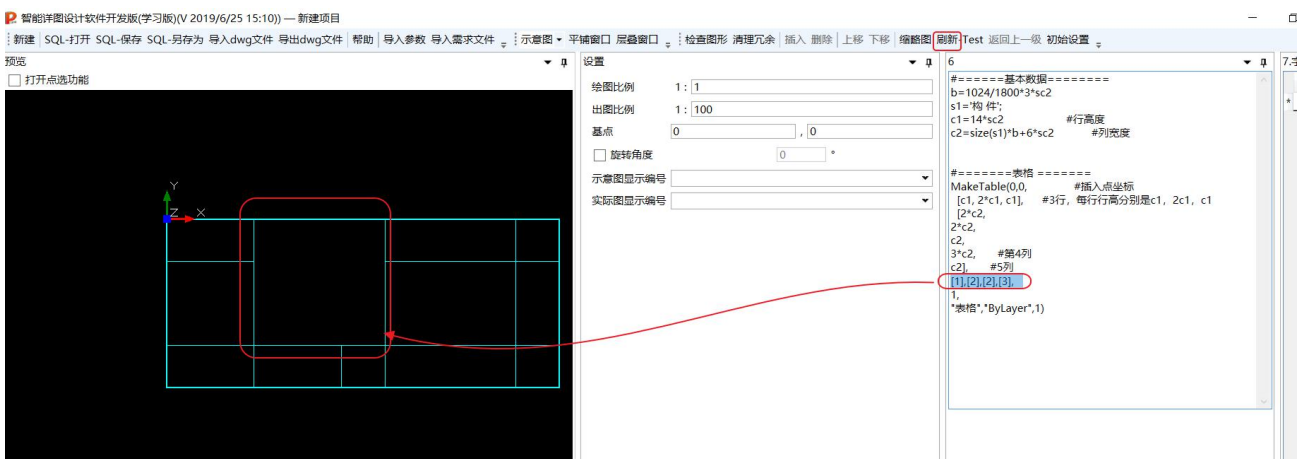 智能详图设计软件开发版(学习版)(V 2019/6/25 15:10)) — 新建项目
新建 SQL-打开 SQL-保存 SQL-另存为 导入dwg文件 导出dwg文件 帮助 导入参数 导入需求文件 示意图 平铺窗口 层叠窗口 检查图形 清理冗余 插入 删除 上移 下移 缩略图 刷新-Test 返回上一级 初始设置
预览
打开点选功能
Y
Z X
设置
绘图比例 1: 1
出图比例 1: 100
基点 0 , 0
旋转角度 0 °
示意图显示编号
实际图显示编号
6
#======基本数据========
b=1024/1800*3*sc2
s1='构 件';
c1=14*sc2 #行高度
c2=size(s1)*b+6*sc2 #列宽度
#=======表格 =======
MakeTable(0,0, #插入点坐标
[c1, 2*c1, c1], #3行，每行行高分别是c1，2c1，c1
[2*c2,
2*c2,
c2,
3*c2, #第4列
c2], #5列
[1],[2],[2],[3],
1,
"表格","ByLayer",1)
*